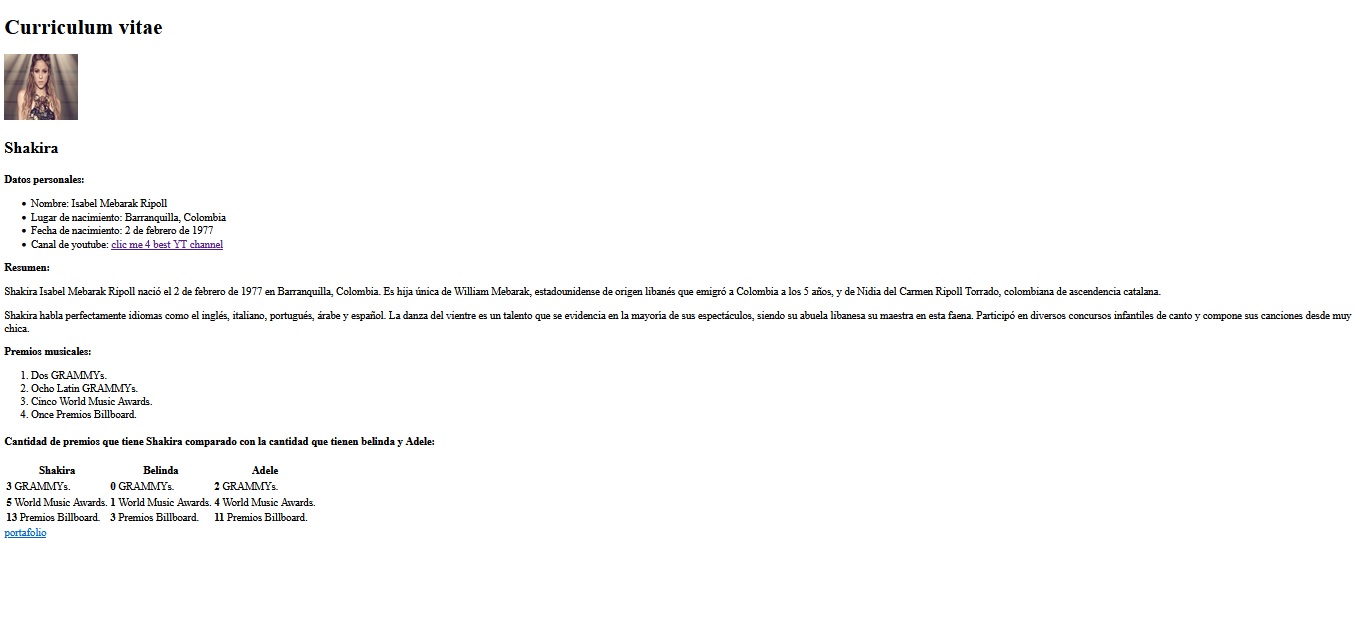 Curriculum vitae
Shakira
Datos personales:
• Nombre: Isabel Mebarak Ripoll
• Lugar de nacimiento: Barranquilla, Colombia
• Fecha de nacimiento: 2 de febrero de 1977
• Canal de youtube: clic me 4 best YT channel
Resumen:
Shakira Isabel Mebarak Ripoll nació el 2 de febrero de 1977 en Barranquilla, Colombia. Es hija única de William Mebarak, estadounidense de origen libanés que emigró a Colombia a los 5 años, y de Nidia del Carmen Ripoll Torrado, colombiana de ascendencia catalana.
Shakira habla perfectamente idiomas como el inglés, italiano, portugués, árabe y español. La danza del vientre es un talento que se evidencia en la mayoría de sus espectáculos, siendo su abuela libanesa su maestra en esta faena. Participó en diversos concursos infantiles de canto y compone sus canciones desde muy
chica.
Premios musicales:
1. Dos GRAMMYs.
2. Ocho Latin GRAMMYs.
3. Cinco World Music Awards.
4. Once Premios Billboard.
Cantidad de premios que tiene Shakira comparado con la cantidad que tienen belinda y Adele:
Shakira Belinda Adele
3 GRAMMYs. 0 GRAMMYs. 2 GRAMMYs.
5 World Music Awards. 1 World Music Awards. 4 World Music Awards.
13 Premios Billboard. 3 Premios Billboard. 11 Premios Billboard.
portafolio